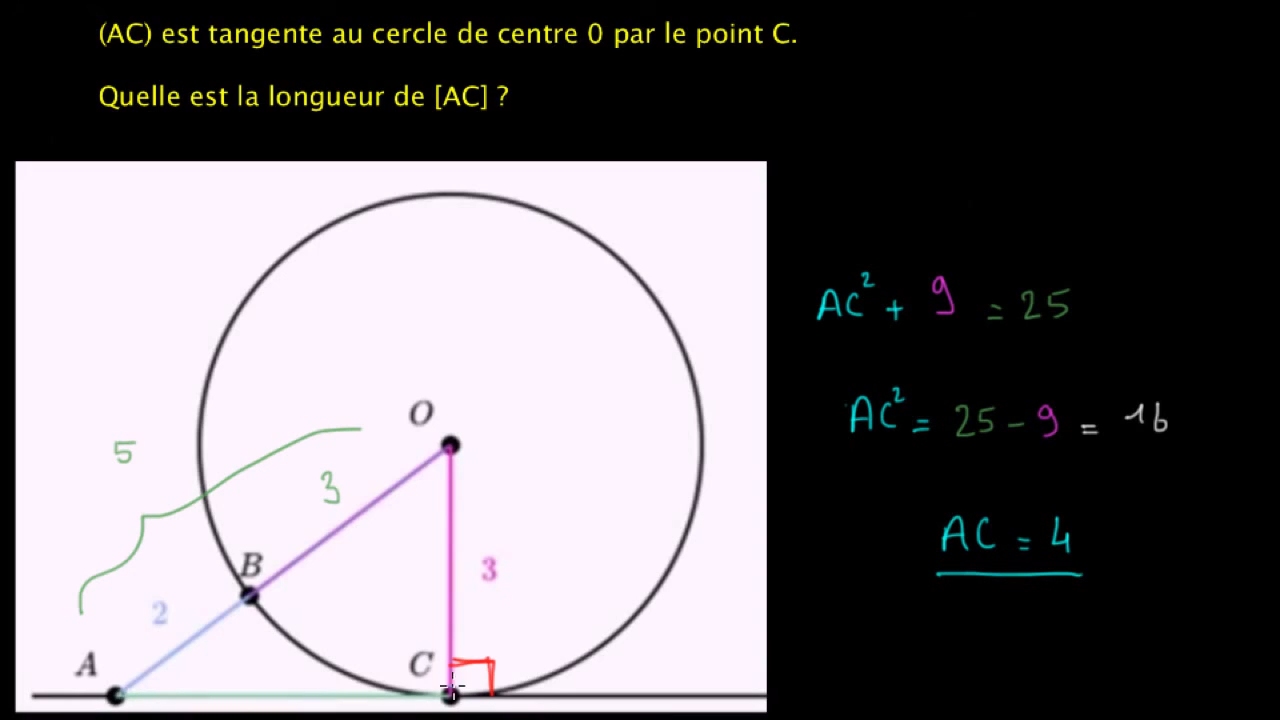 (AC) est tangente au cercle de centre 0 par le point C.
Quelle est la longueur de [AC] ?
AC² + 9 = 25
AC² = 25 - 9 = 16
AC = 4
O
5
3
3
B
2
A
C